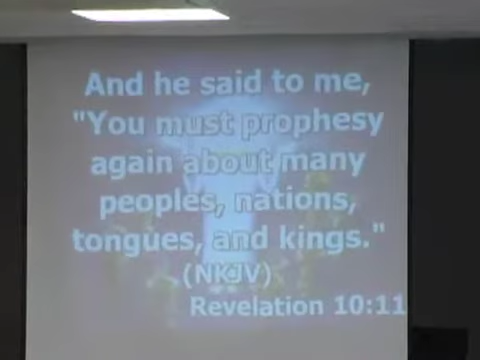 And he said to me,
"You must prophesy
again about many
peoples, nations,
tongues, and kings."
(NKJV)
Revelation 10:11